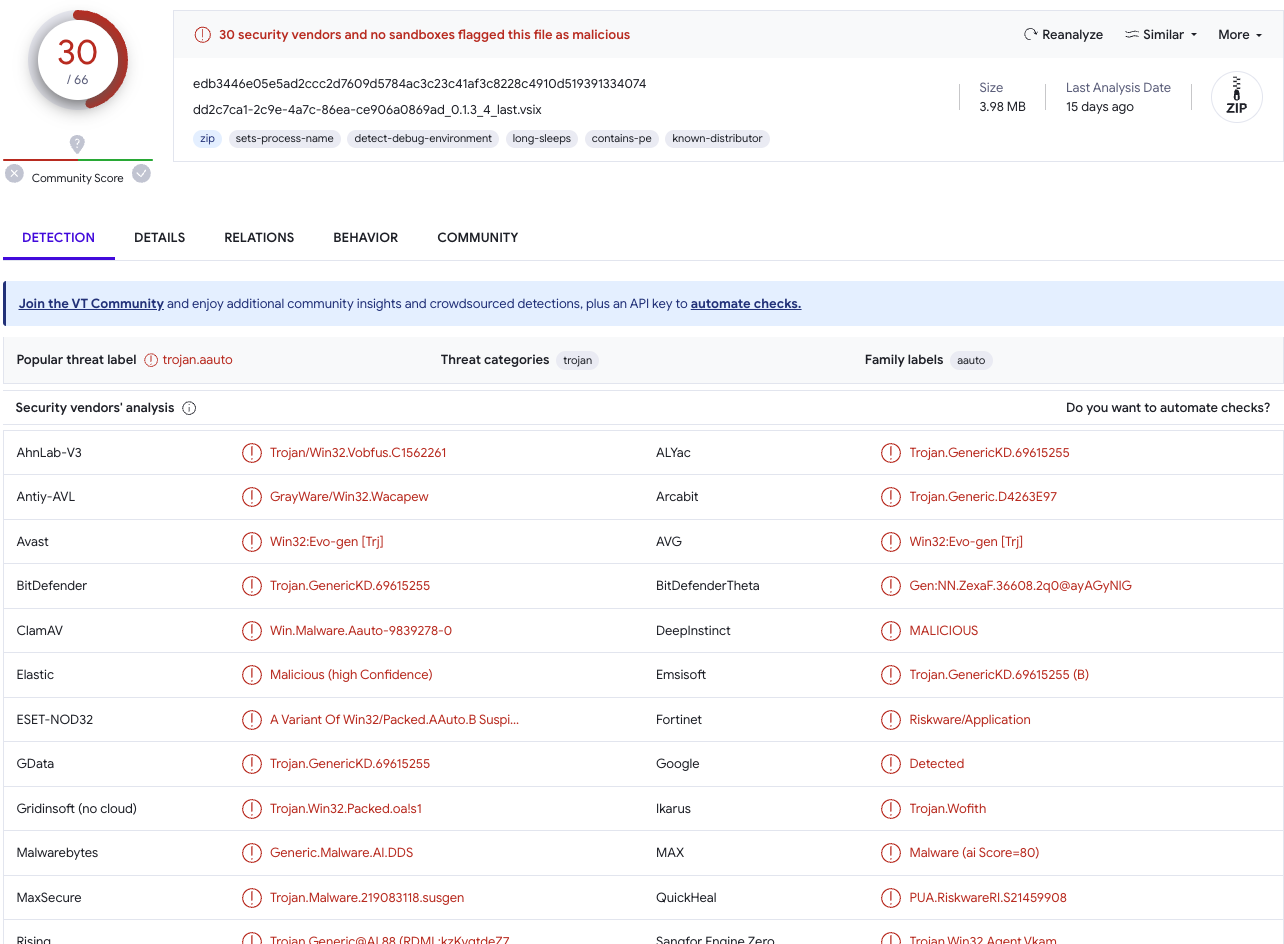 30
/ 66
Community Score
30 security vendors and no sandboxes flagged this file as malicious
Reanalyze Similar More
edb3446e05e5ad2ccc2d7609d5784ac3c23c41af3c8228c4910d519391334074
dd2c7ca1-2c9e-4a7c-86ea-ce906a0869ad_0.1.3_4_last.vsix
zip sets-process-name detect-debug-environment long-sleeps contains-pe known-distributor
Size
3.98 MB
Last Analysis Date
15 days ago
ZIP
DETECTION DETAILS RELATIONS BEHAVIOR COMMUNITY
Join the VT Community and enjoy additional community insights and crowdsourced detections, plus an API key to automate checks.
Popular threat label trojan.aauto Threat categories trojan Family labels aauto
Security vendors' analysis Do you want to automate checks?
AhnLab-V3 Trojan/Win32.Vobfus.C1562261 ALYac Trojan.GenericKD.69615255
Antiy-AVL GrayWare/Win32.Wacapew Arcabit Trojan.Generic.D4263E97
Avast Win32:Evo-gen [Trj] AVG Win32:Evo-gen [Trj]
BitDefender Trojan.GenericKD.69615255 BitDefenderTheta Gen:NN.ZexaF.36608.2q0@ayAGyNIG
ClamAV Win.Malware.Aauto-9839278-0 DeepInstinct MALICIOUS
Elastic Malicious (high Confidence) Emsisoft Trojan.GenericKD.69615255 (B)
ESET-NOD32 A Variant Of Win32/Packed.AAuto.B Suspi... Fortinet Riskware/Application
GData Trojan.GenericKD.69615255 Google Detected
Gridinsoft (no cloud) Trojan.Win32.Packed.oa!s1 Ikarus Trojan.Wofith
Malwarebytes Generic.Malware.AI.DDS MAX Malware (ai Score=80)
MaxSecure Trojan.Malware.219083118.susgen QuickHeal PUA.RiskwareRI.S21459908
Rising Sangfor Engine Zero Trojan.Win32.Agent.Vkam